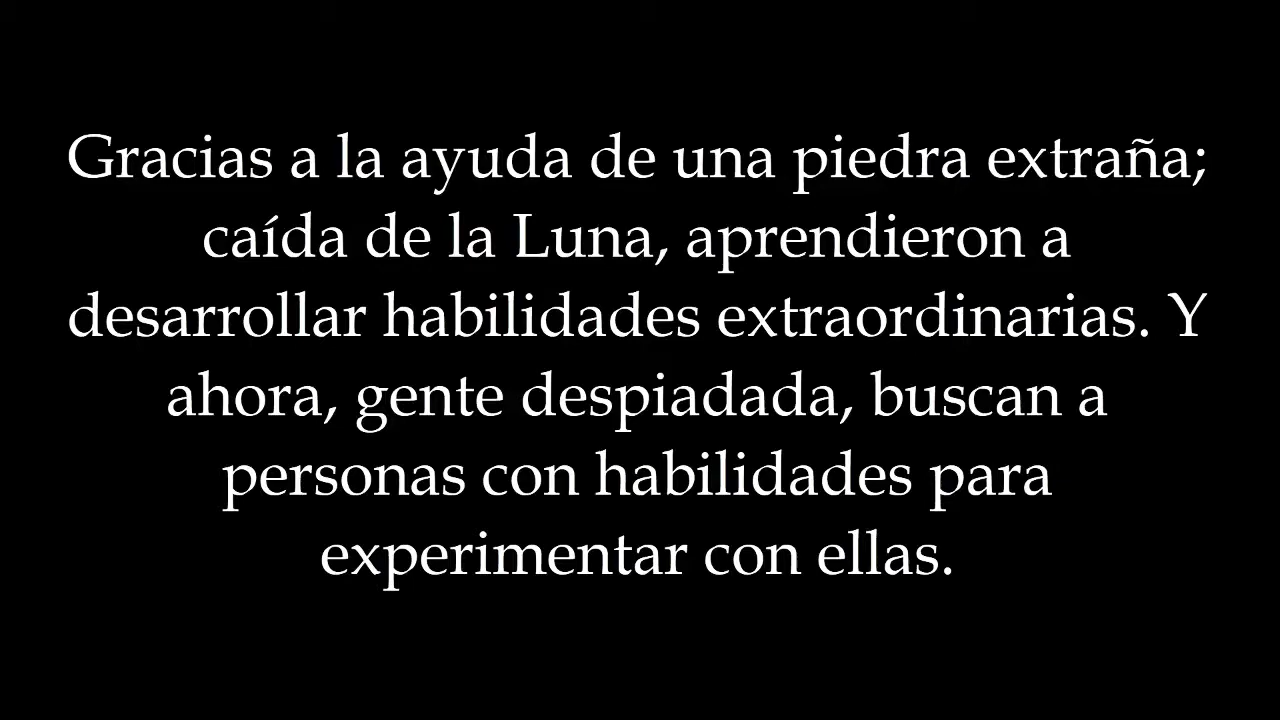 Gracias a la ayuda de una piedra extraña;
caída de la Luna, aprendieron a
desarrollar habilidades extraordinarias. Y
ahora, gente despiadada, buscan a
personas con habilidades para
experimentar con ellas.